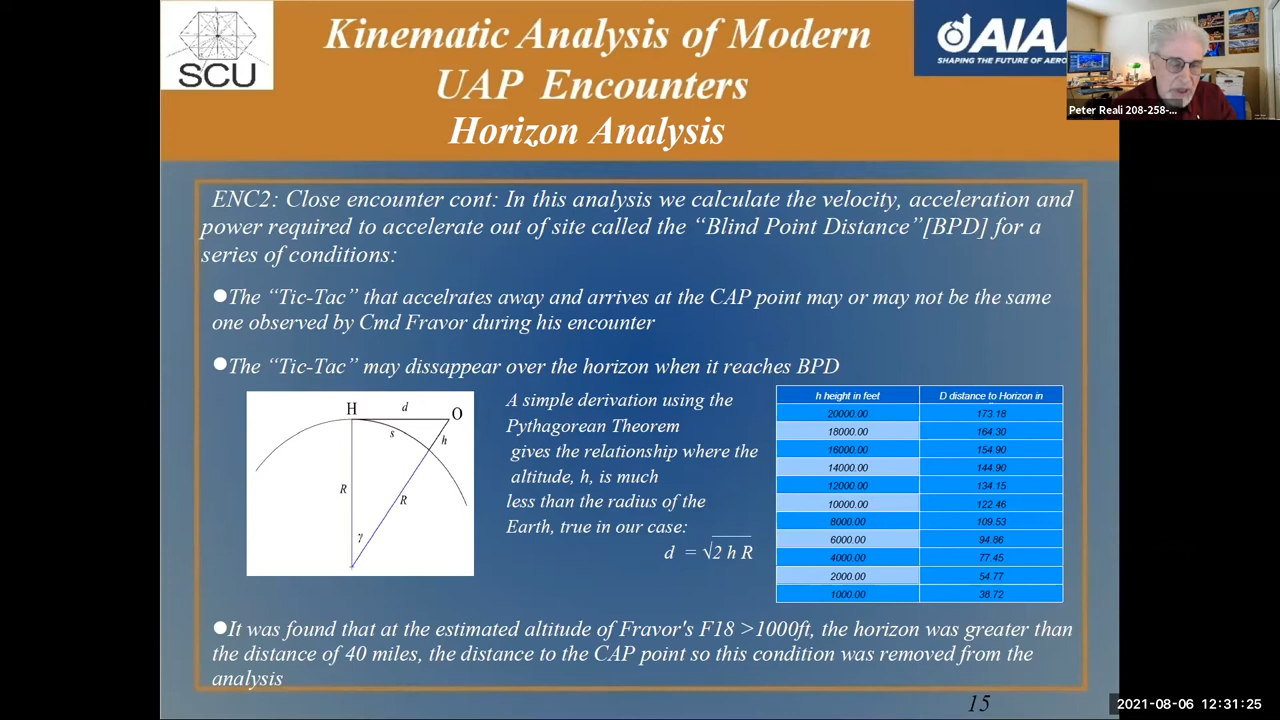 SCU
Kinematic Analysis of Modern
UAP Encounters
Horizon Analysis
AIAA
SHAPING THE FUTURE OF AERO
Peter Reali 208-258-...
ENC2: Close encounter cont: In this analysis we calculate the velocity, acceleration and
power required to accelerate out of site called the “Blind Point Distance”[BPD] for a
series of conditions:
●The “Tic-Tac” that accelrates away and arrives at the CAP point may or may not be the same
one observed by Cmd Fravor during his encounter
●The “Tic-Tac” may dissappear over the horizon when it reaches BPD
H d O
s h
R R
γ
A simple derivation using the
Pythagorean Theorem
gives the relationship where the
altitude, h, is much
less than the radius of the
Earth, true in our case:
d = √2 h R
h height in feet D distance to Horizon in
20000.00 173.18
18000.00 164.30
16000.00 154.90
14000.00 144.90
12000.00 134.15
10000.00 122.46
8000.00 109.53
6000.00 94.86
4000.00 77.45
2000.00 54.77
1000.00 38.72
●It was found that at the estimated altitude of Fravor's F18 >1000ft, the horizon was greater than
the distance of 40 miles, the distance to the CAP point so this condition was removed from the
analysis
15
2021-08-06 12:31:25